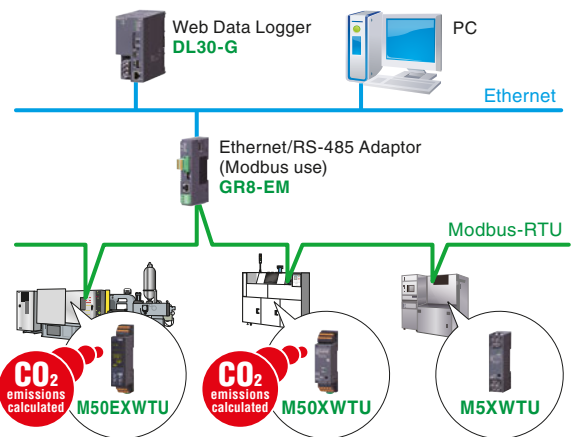 Web Data Logger
DL30-G
PC
Ethernet
Ethernet/RS-485 Adaptor
(Modbus use)
GR8-EM
Modbus-RTU
CO2
emissions
calculated
M50EXWTU
CO2
emissions
calculated
M50XWTU
M5XWTU